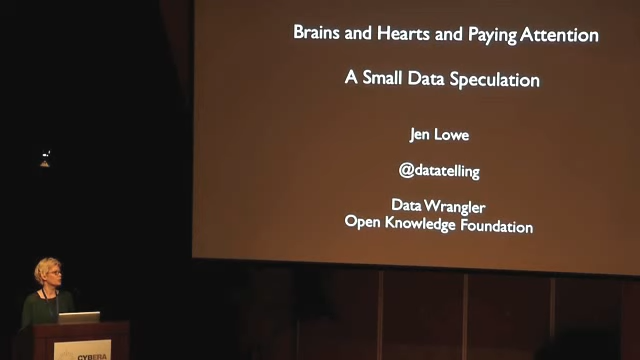 Brains and Hearts and Paying Attention
A Small Data Speculation
Jen Lowe
@datatelling
Data Wrangler
Open Knowledge Foundation
CYBERA